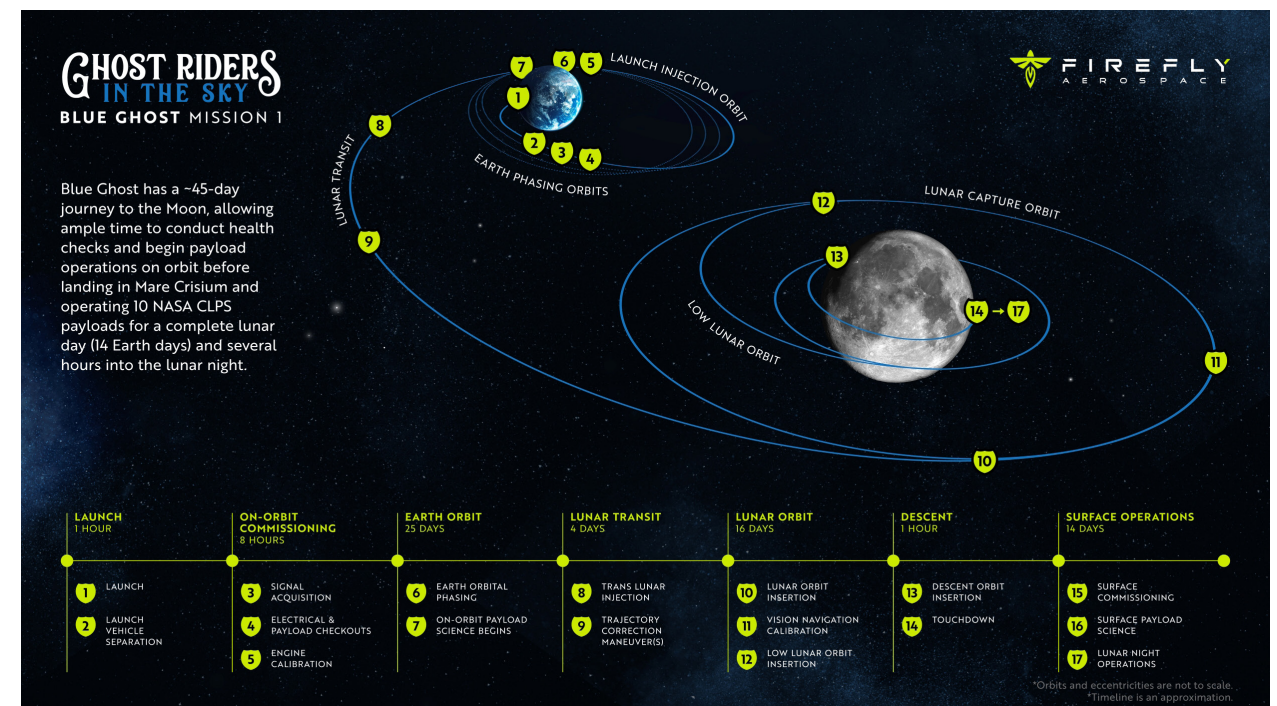 GHOST RIDERS
IN THE SKY
BLUE GHOST MISSION 1
FIREFLY
AEROSPACE
Blue Ghost has a ~45-day
journey to the Moon, allowing
ample time to conduct health
checks and begin payload
operations on orbit before
landing in Mare Crisium and
operating 10 NASA CLPS
payloads for a complete lunar
day (14 Earth days) and several
hours into the lunar night.
7
6
5
LAUNCH INJECTION ORBIT
1
8
2
3
4
EARTH PHASING ORBITS
LUNAR TRANSIT
9
12
LUNAR CAPTURE ORBIT
13
14
17
LOW LUNAR ORBIT
11
10
LAUNCH
1 HOUR
1 LAUNCH
2 LAUNCH
VEHICLE
SEPARATION
ON-ORBIT
COMMISSIONING
8 HOURS
3 SIGNAL
ACQUISITION
4 ELECTRICAL &
PAYLOAD CHECKOUTS
5 ENGINE
CALIBRATION
EARTH ORBIT
25 DAYS
6 EARTH ORBITAL
PHASING
7 ON-ORBIT PAYLOAD
SCIENCE BEGINS
LUNAR TRANSIT
4 DAYS
8 TRANS LUNAR
INJECTION
9 TRAJECTORY
CORRECTION
MANEUVER(S)
LUNAR ORBIT
16 DAYS
10 LUNAR ORBIT
INSERTION
11 VISION NAVIGATION
CALIBRATION
12 LOW LUNAR ORBIT
INSERTION
DESCENT
1 HOUR
13 DESCENT ORBIT
INSERTION
14 TOUCHDOWN
SURFACE OPERATIONS
14 DAYS
15 SURFACE
COMMISSIONING
16 SURFACE PAYLOAD
SCIENCE
17 LUNAR NIGHT
OPERATIONS
*Orbits and eccentricities are not to scale.
*Timeline is an approximation.